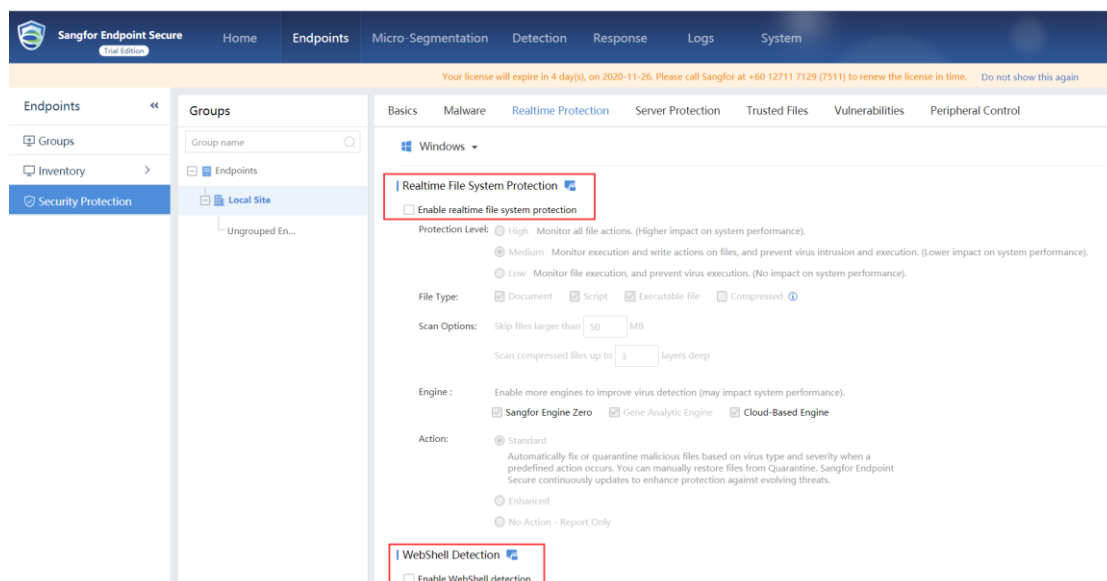 Sangfor Endpoint Secure
Trial Edition
Home Endpoints Micro-Segmentation Detection Response Logs System
Your license will expire in 4 day(s), on 2020-11-26. Please call Sangfor at +60 12711 7129 (7511) to renew the license in time. Do not show this again
Endpoints «
Groups
Inventory >
Security Protection
Groups
Group name
Endpoints
Local Site
Ungrouped En...
Basics Malware Realtime Protection Server Protection Trusted Files Vulnerabilities Peripheral Control
Windows
Realtime File System Protection
Enable realtime file system protection
Protection Level: High Monitor all file actions. (Higher impact on system performance).
Medium Monitor execution and write actions on files, and prevent virus intrusion and execution. (Lower impact on system performance).
Low Monitor file execution, and prevent virus execution. (No impact on system performance).
File Type: Document Script Executable file Compressed
Scan Options: Skip files larger than 50 MB
Scan compressed files up to 3 layers deep
Engine : Enable more engines to improve virus detection (may impact system performance).
Sangfor Engine Zero Gene Analytic Engine Cloud-Based Engine
Action: Standard
Automatically fix or quarantine malicious files based on virus type and severity when a
predefined action occurs. You can manually restore files from Quarantine. Sangfor Endpoint
Secure continuously updates to enhance protection against evolving threats.
Enhanced
No Action - Report Only
WebShell Detection
Enable WebShell detection